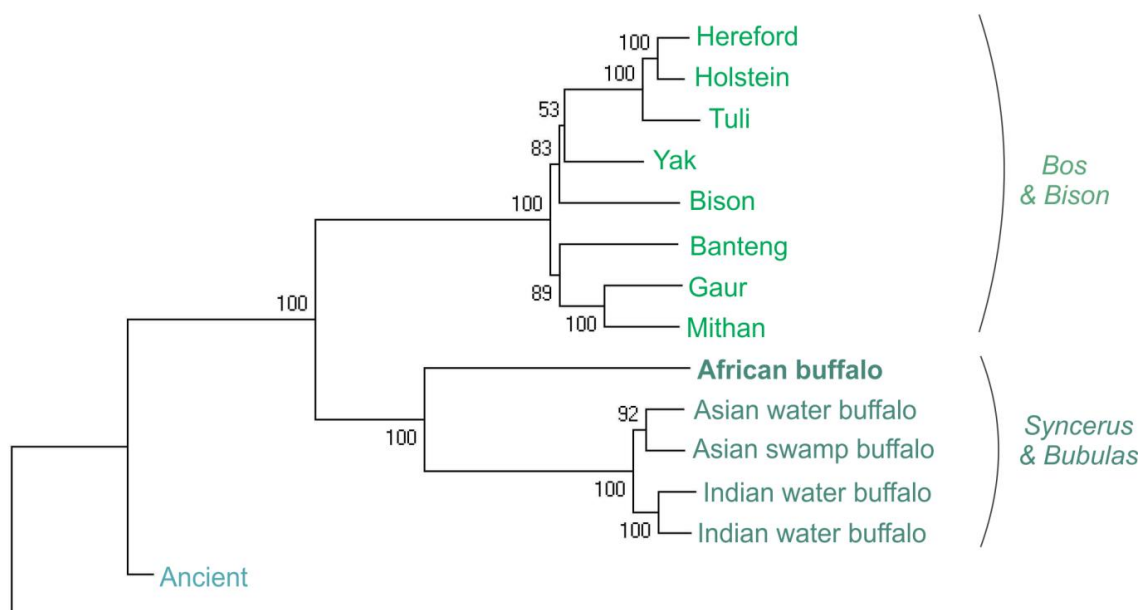 100 Hereford
100 Holstein
53 Tuli
83 Yak
Bos
& Bison
100 Bison
Banteng
89 Gaur
100 100 Mithan
African buffalo
92 Asian water buffalo
100 Asian swamp buffalo
Syncerus
& Bubulas
100 Indian water buffalo
100 Indian water buffalo
Ancient